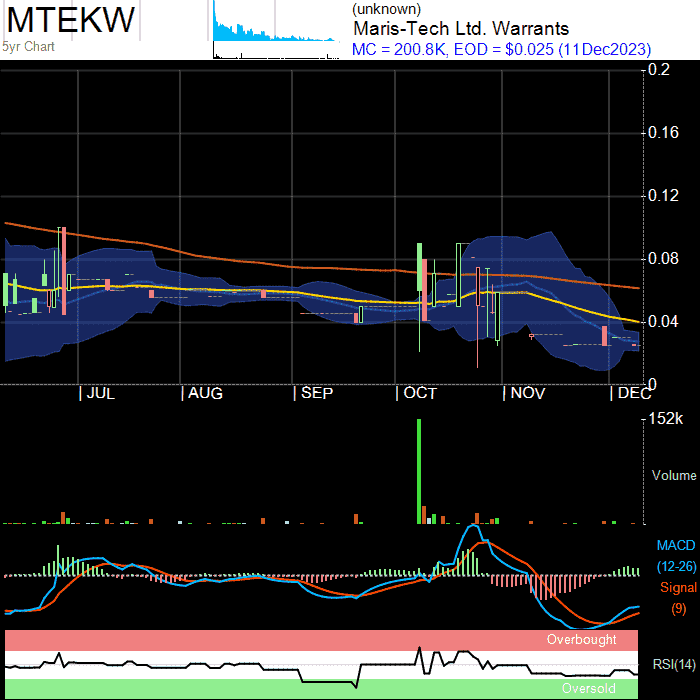 MTEKW
5yr Chart
(unknown)
Maris-Tech Ltd. Warrants
MC = 200.8K, EOD = $0.025 (11Dec2023)
0.2
0.16
0.12
0.08
0.04
0
JUL AUG SEP OCT NOV DEC
152k
Volume
MACD
(12-26)
Signal
(9)
Overbought
RSI(14)
Oversold